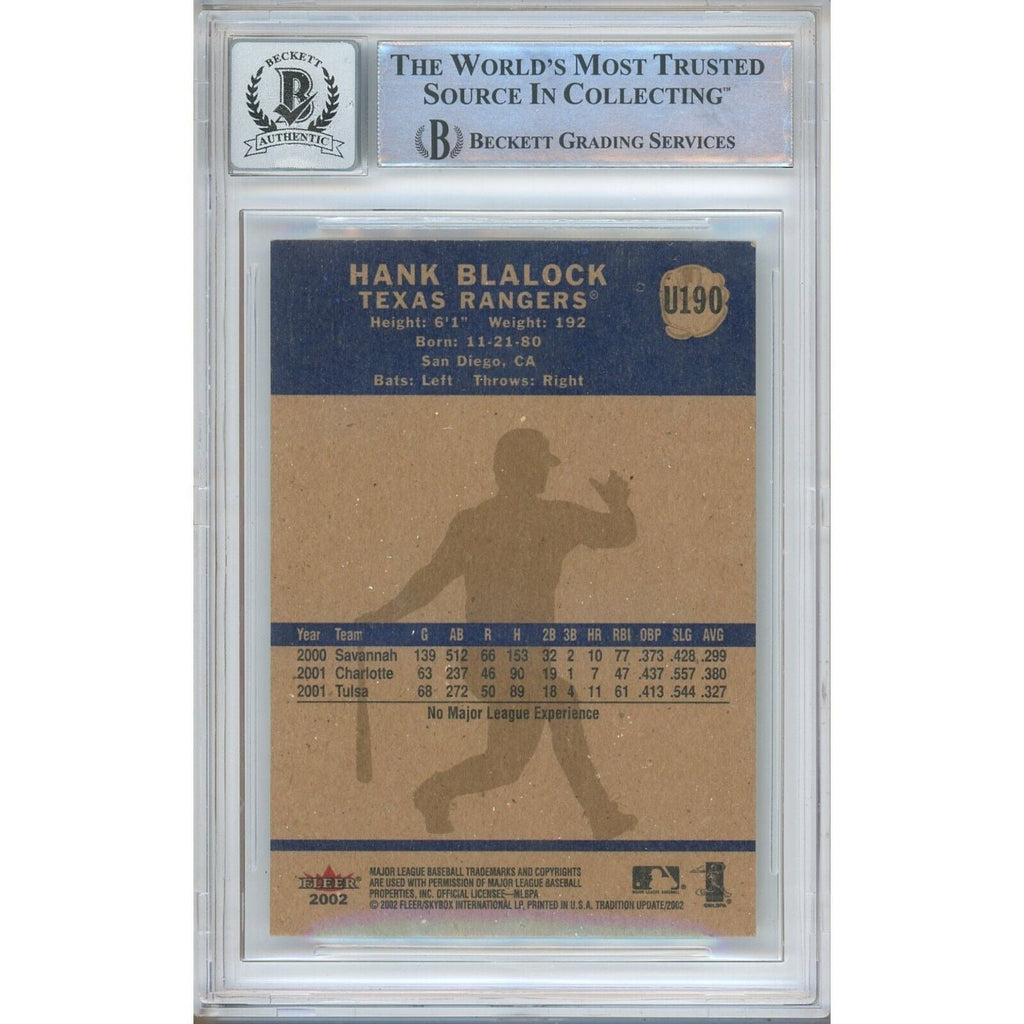 BECKETT
B
AUTHENTIC
THE WORLD'S MOST TRUSTED
SOURCE IN COLLECTING™
B BECKETT GRADING SERVICES
HANK BLALOCK
TEXAS RANGERS®
U190
Height: 6'1" Weight: 192
Born: 11-21-80
San Diego, CA
Bats: Left Throws: Right
Year Team G AB R H 2B 3B HR RBI OBP SLG AVG
2000 Savannah 139 512 66 153 32 2 10 77 .373 .428 .299
2001 Charlotte 63 237 46 90 19 1 7 47 .437 .557 .380
2001 Tulsa 68 272 50 89 18 4 11 61 .413 .544 .327
No Major League Experience
FLEER
2002
MAJOR LEAGUE BASEBALL TRADEMARKS AND COPYRIGHTS
ARE USED WITH PERMISSION OF MAJOR LEAGUE BASEBALL
PROPERTIES, INC. OFFICIAL LICENSEE—MLBPA
© 2002 FLEER/SKYBOX INTERNATIONAL LP, PRINTED IN U.S.A. TRADITION UPDATE/2002
MAJOR LEAGUE BASEBALL
©MLBPA